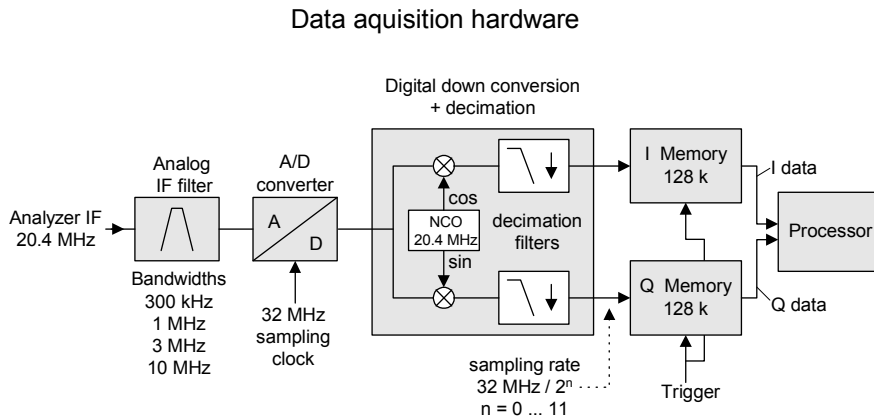 Data aquisition hardware
Digital down conversion
+ decimation
Analog
IF filter
A/D
converter
Analyzer IF
20.4 MHz
A
D
Bandwidths
300 kHz
1 MHz
3 MHz
10 MHz
32 MHz
sampling
clock
cos
NCO
20.4 MHz
sin
decimation
filters
sampling rate
32 MHz / 2ⁿ
n = 0 ... 11
I Memory
128 k
Q Memory
128 k
Trigger
I data
Q data
Processor